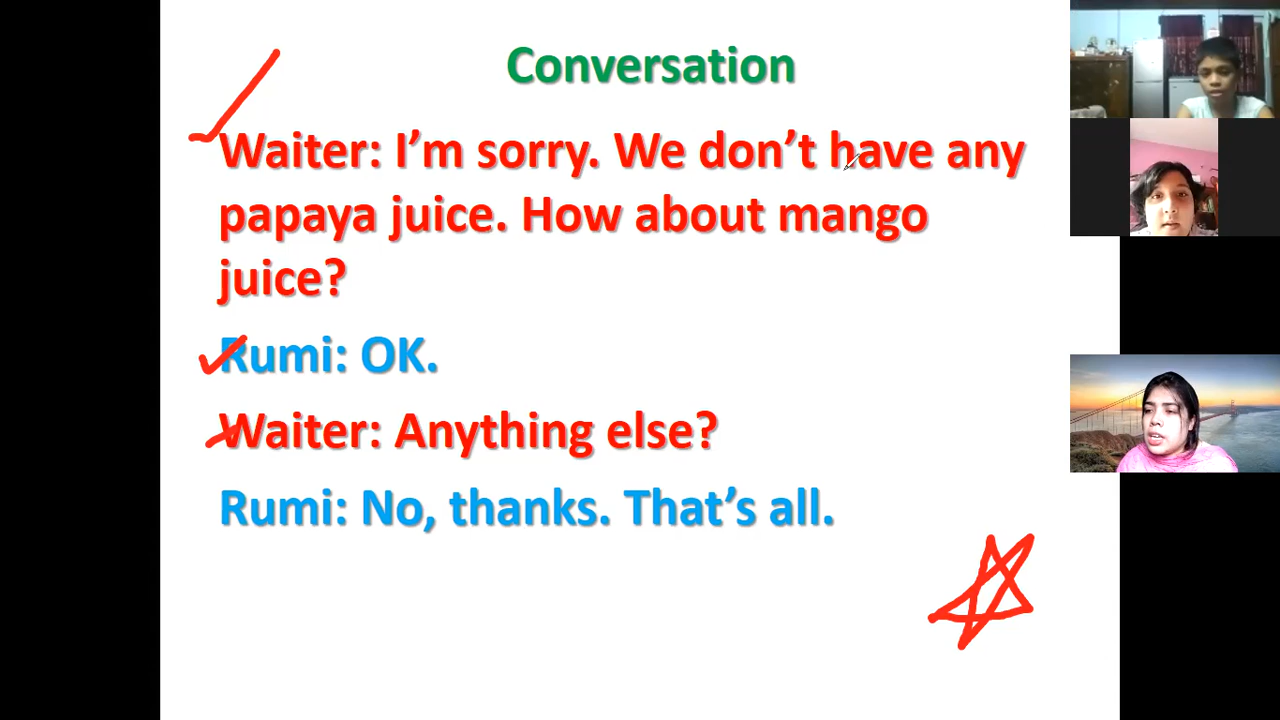 Conversation
Waiter: I’m sorry. We don’t have any
papaya juice. How about mango
juice?
Rumi: OK.
Waiter: Anything else?
Rumi: No, thanks. That’s all.